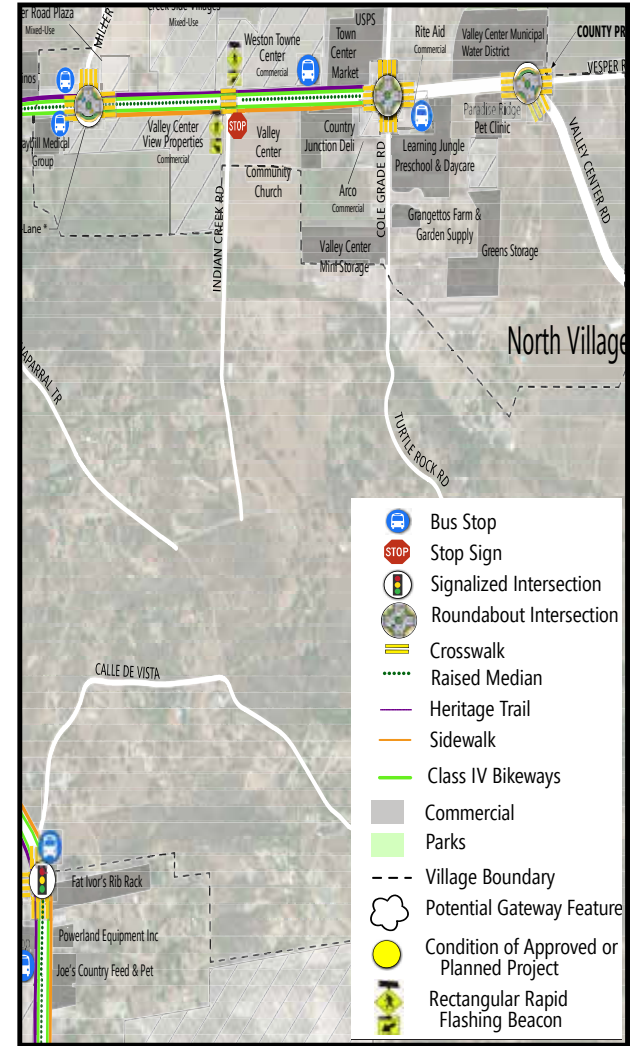 er Road Plaza
Mixed-Use
Creek Side Villages
Mixed-Use
MILLER
USPS
Town
Center
Market
Weston Towne
Center
Commercial
Rite Aid
Commercial
Valley Center Municipal
Water District
COUNTY PR
VESPER R
nos
Valley Center
View Properties
Commercial
STOP
Valley
Center
Community
Church
Country
Junction Deli
Arco
Commercial
Paradise Ridge
Pet Clinic
Learning Jungle
Preschool & Daycare
Medical
Group
Lane *
INDIAN CREEK RD
COLE GRADE RD
VALLEY CENTER RD
Grangettos Farm &
Garden Supply
Greens Storage
Valley Center
Mini Storage
North Village
APARRAL TR
TURTLE ROCK RD
CALLE DE VISTA
Fat Ivor's Rib Rack
Powerland Equipment Inc
Joe's Country Feed & Pet
Bus Stop
STOP
Stop Sign
Signalized Intersection
Roundabout Intersection
Crosswalk
Raised Median
Heritage Trail
Sidewalk
Class IV Bikeways
Commercial
Parks
Village Boundary
Potential Gateway Feature
Condition of Approved or
Planned Project
Rectangular Rapid
Flashing Beacon